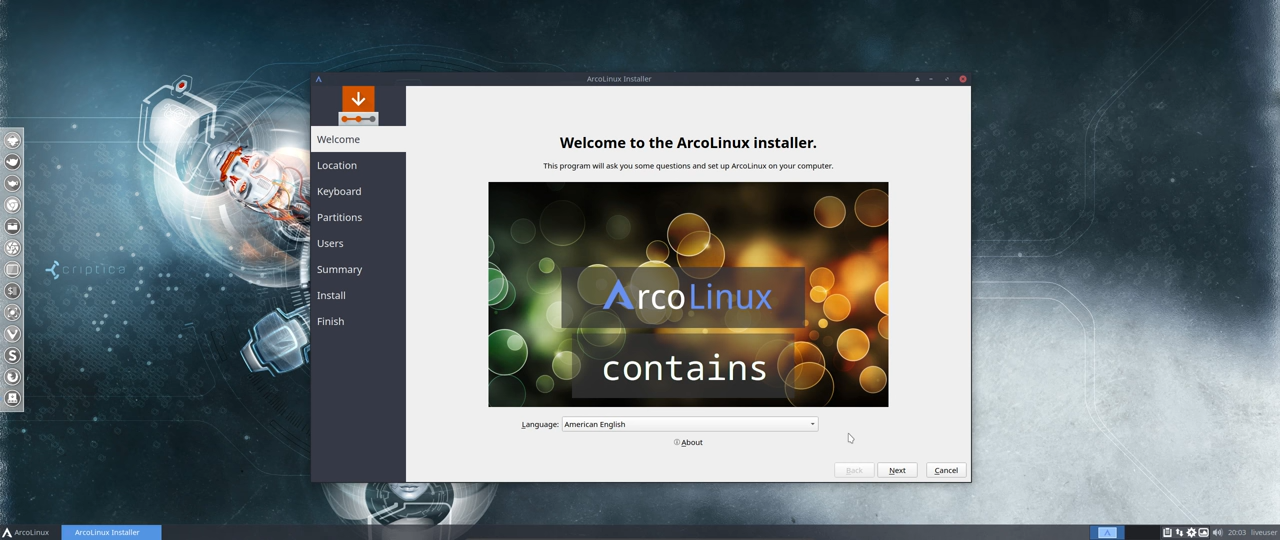 ArcoLinux Installer
Welcome
Location
Keyboard
Partitions
Users
Summary
Install
Finish
Welcome to the ArcoLinux installer.
This program will ask you some questions and set up ArcoLinux on your computer.
ArcoLinux
contains
Language: American English
About
Back Next Cancel
criptica
ArcoLinux ArcoLinux Installer 20:03 liveuser